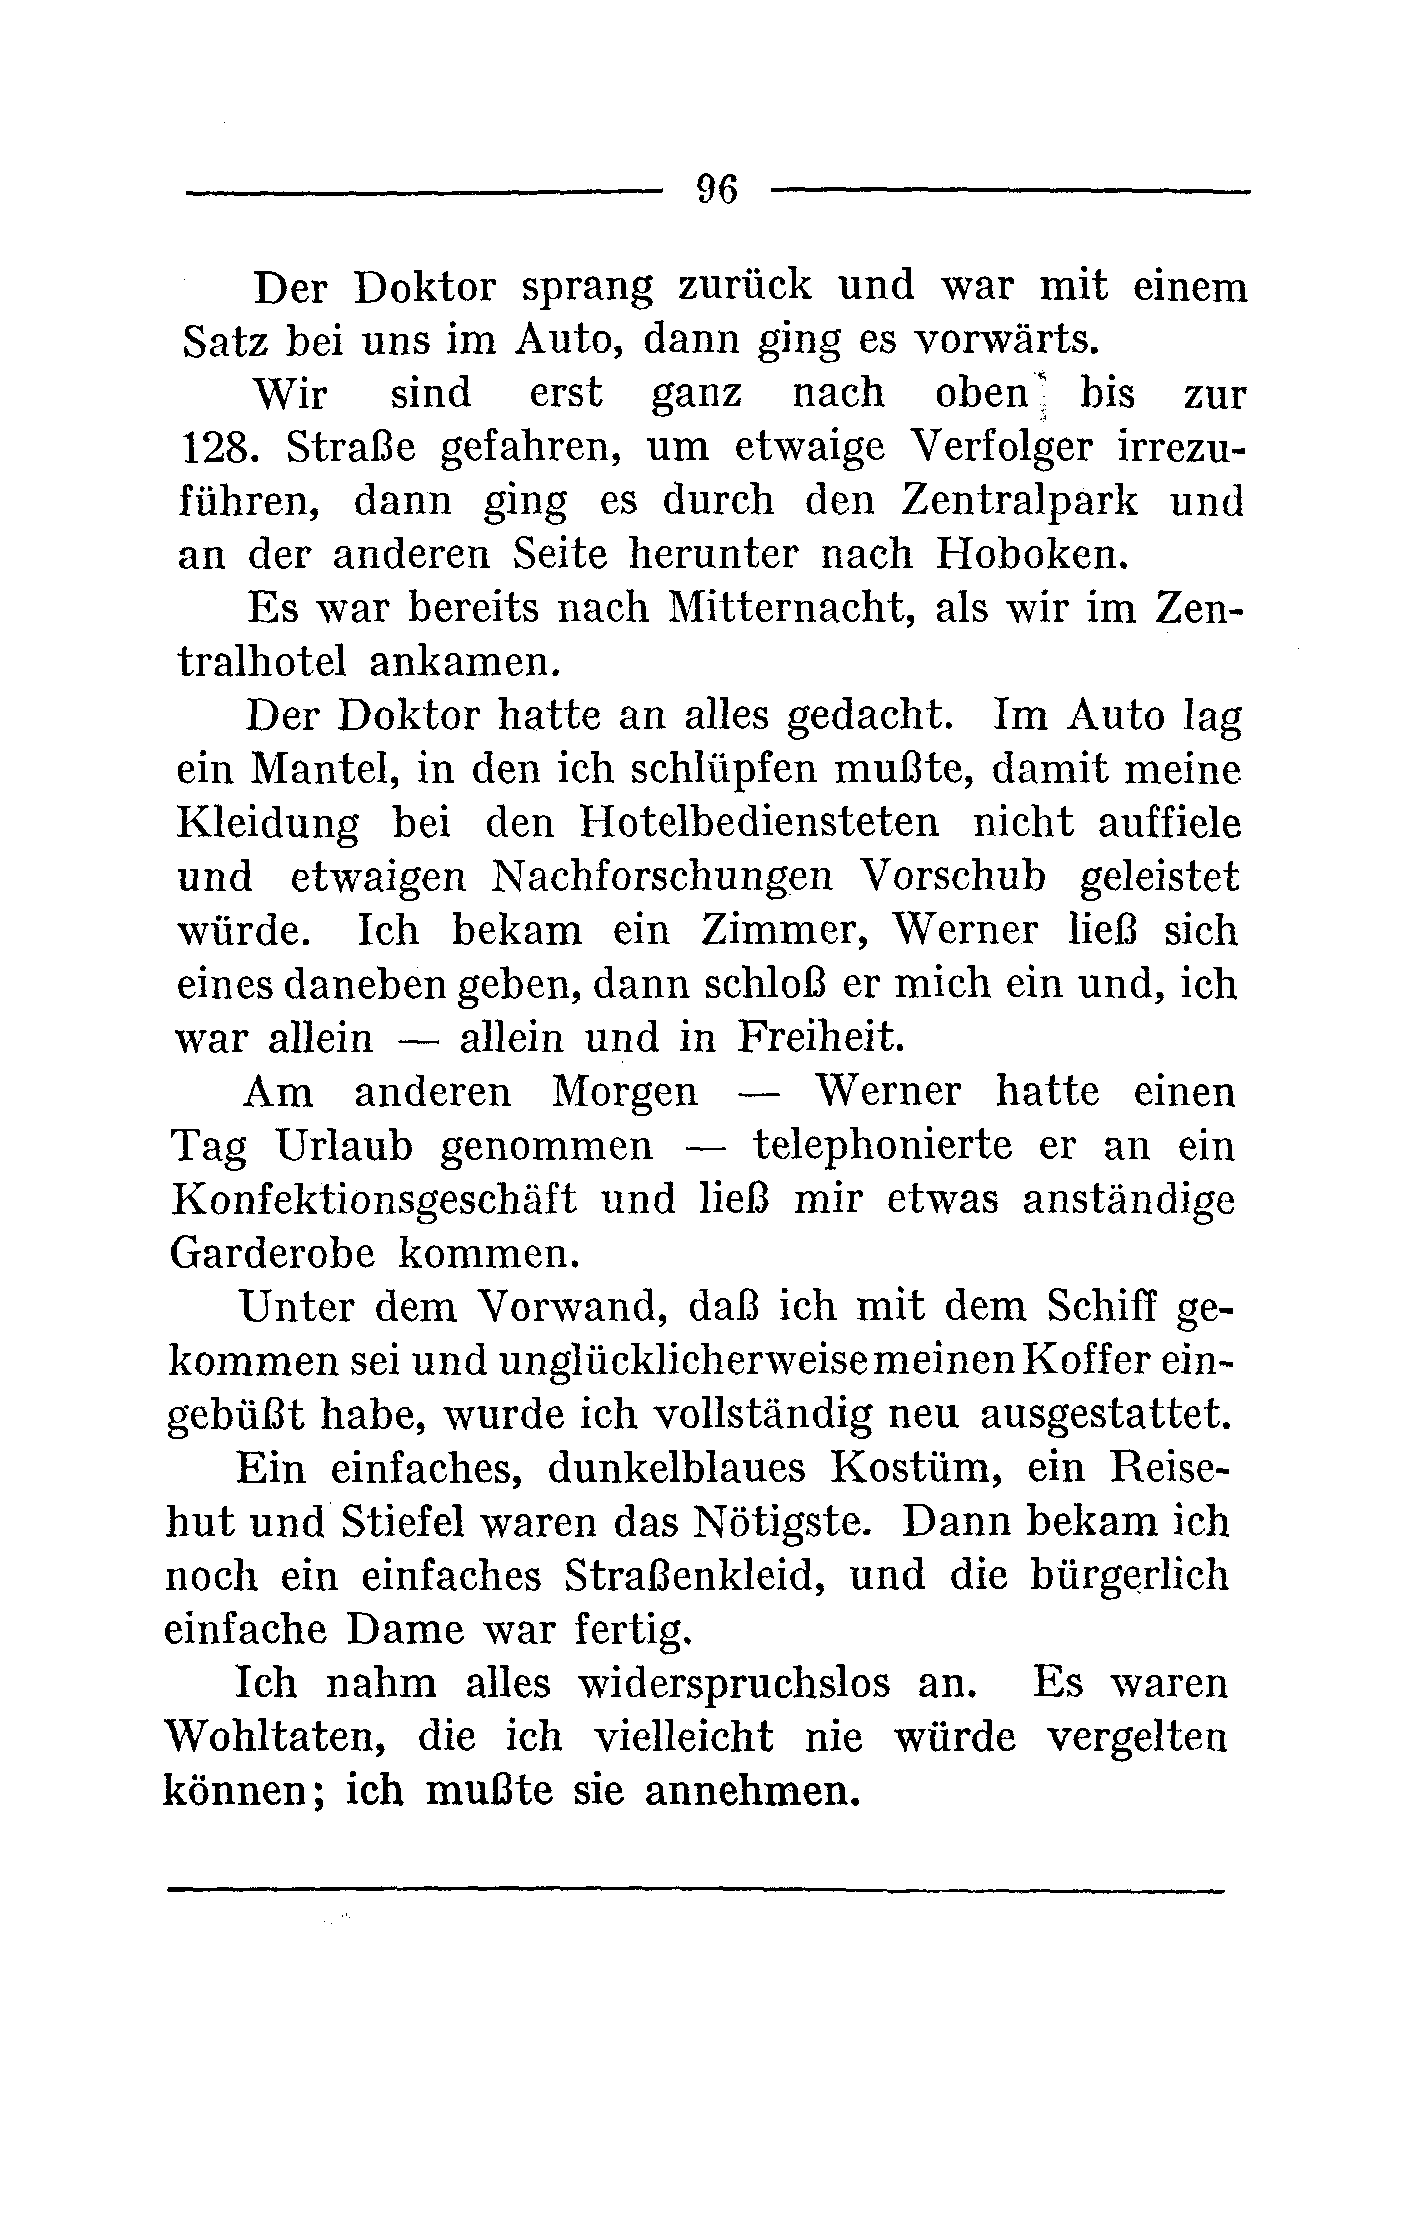 96
Der Doktor sprang zurück und war mit einem
Satz bei uns im Auto, dann ging es vorwärts.
Wir sind erst ganz nach oben bis zur
128. Straße gefahren, um etwaige Verfolger irrezu-
führen, dann ging es durch den Zentralpark und
an der anderen Seite herunter nach Hoboken.
Es war bereits nach Mitternacht, als wir im Zen-
tralhotel ankamen.
Der Doktor hatte an alles gedacht. Im Auto lag
ein Mantel, in den ich schlüpfen mußte, damit meine
Kleidung bei den Hotelbediensteten nicht auffiele
und etwaigen Nachforschungen Vorschub geleistet
würde. Ich bekam ein Zimmer, Werner ließ sich
eines daneben geben, dann schloß er mich ein und, ich
war allein — allein und in Freiheit.
Am anderen Morgen — Werner hatte einen
Tag Urlaub genommen — telephonierte er an ein
Konfektionsgeschäft und ließ mir etwas anständige
Garderobe kommen.
Unter dem Vorwand, daß ich mit dem Schiff ge-
kommen sei und unglücklicherweise meinen Koffer ein-
gebüßt habe, wurde ich vollständig neu ausgestattet.
Ein einfaches, dunkelblaues Kostüm, ein Reise-
hut und Stiefel waren das Nötigste. Dann bekam ich
noch ein einfaches Straßenkleid, und die bürgerlich
einfache Dame war fertig.
Ich nahm alles widerspruchslos an. Es waren
Wohltaten, die ich vielleicht nie würde vergelten
können; ich mußte sie annehmen.